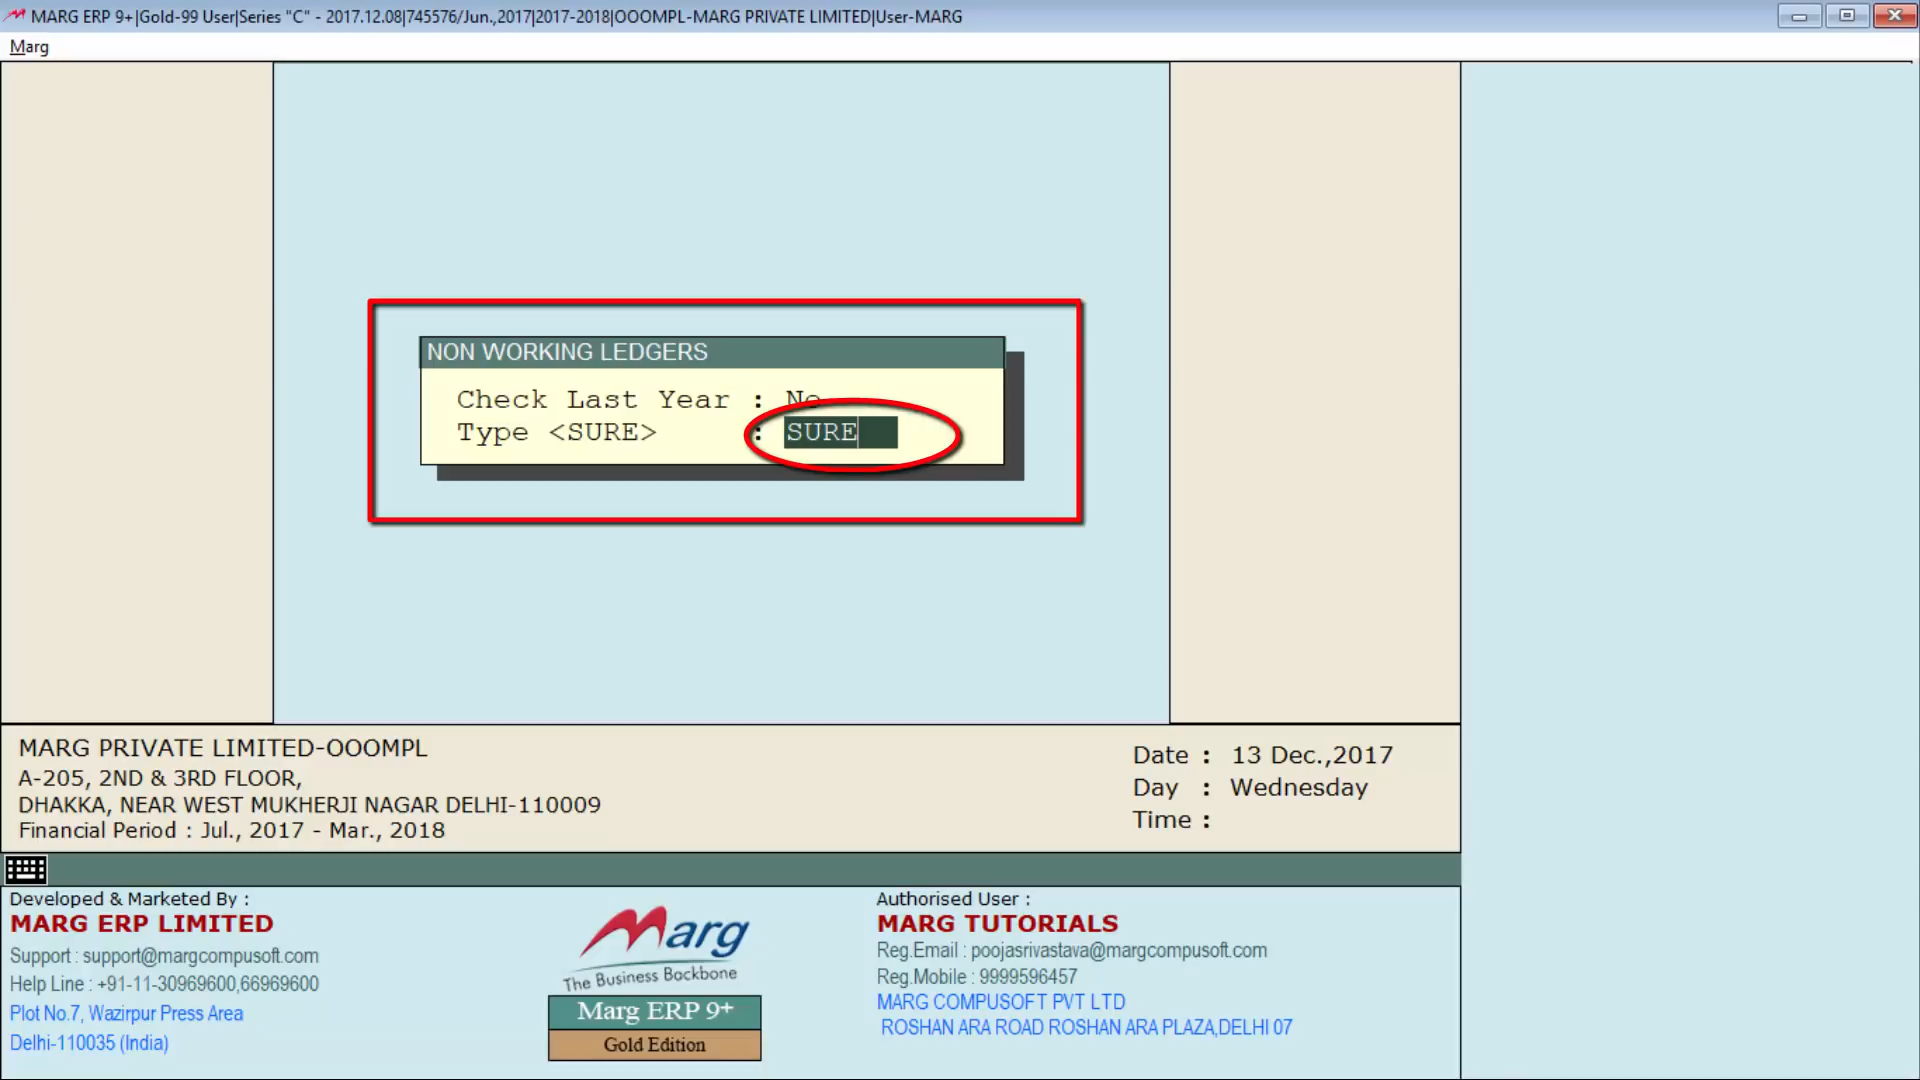 MARG ERP 9+|Gold-99 User|Series "C" - 2017.12.08|745576/Jun.,2017|2017-2018|OOOMPL-MARG PRIVATE LIMITED|User-MARG
Marg
NON WORKING LEDGERS
Check Last Year : No
Type <SURE> : SURE
MARG PRIVATE LIMITED-OOOMPL
A-205, 2ND & 3RD FLOOR,
DHAKKA, NEAR WEST MUKHERJI NAGAR DELHI-110009
Financial Period : Jul., 2017 - Mar., 2018
Date : 13 Dec.,2017
Day : Wednesday
Time :
Developed & Marketed By :
MARG ERP LIMITED
Support : support@margcompusoft.com
Help Line : +91-11-30969600,66969600
Plot No.7, Wazirpur Press Area
Delhi-110035 (India)
Marg
The Business Backbone
Marg ERP 9+
Gold Edition
Authorised User :
MARG TUTORIALS
Reg.Email : poojasrivastava@margcompusoft.com
Reg.Mobile : 9999596457
MARG COMPUSOFT PVT LTD
ROSHAN ARA ROAD ROSHAN ARA PLAZA,DELHI 07